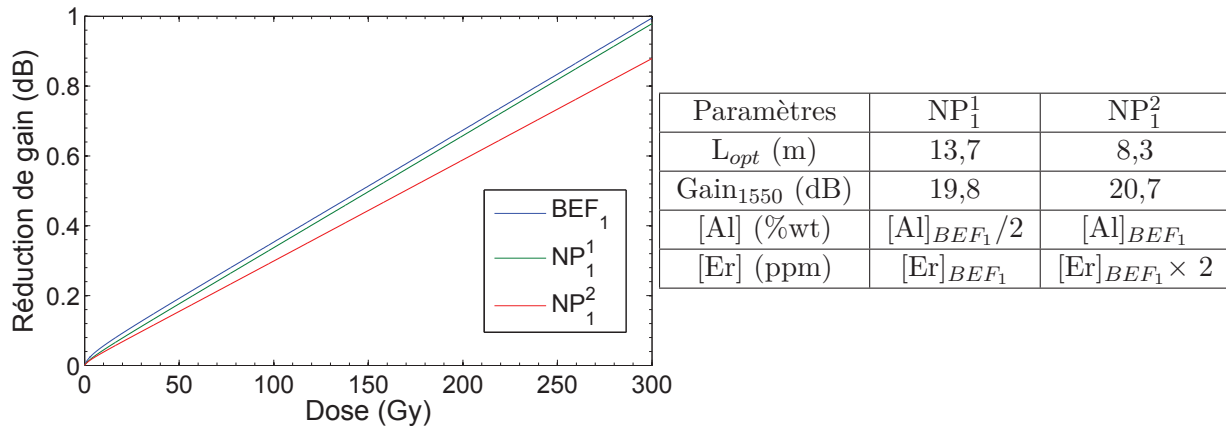 Réduction de gain (dB)
1
0.8
0.6
0.4
0.2
0
0 50 100 150 200 250 300
Dose (Gy)
BEF₁
NP₁¹
NP₁²
Paramètres NP₁¹ NP₁²
Lₒₚₜ (m) 13,7 8,3
Gain₁₅₅₀ (dB) 19,8 20,7
[Al] (%wt) [Al]_{BEF₁}/2 [Al]_{BEF₁}
[Er] (ppm) [Er]_{BEF₁} [Er]_{BEF₁} × 2